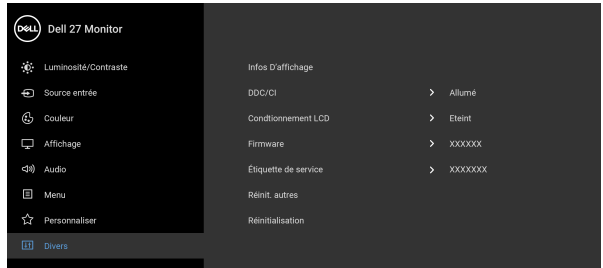 DELL Dell 27 Monitor
Luminosité/Contraste
Source entrée
Couleur
Affichage
Audio
Menu
Personnaliser
Divers
Infos D'affichage
DDC/CI > Allumé
Condtionnement LCD > Eteint
Firmware > XXXXXX
Étiquette de service > XXXXXXX
Réinit. autres
Réinitialisation